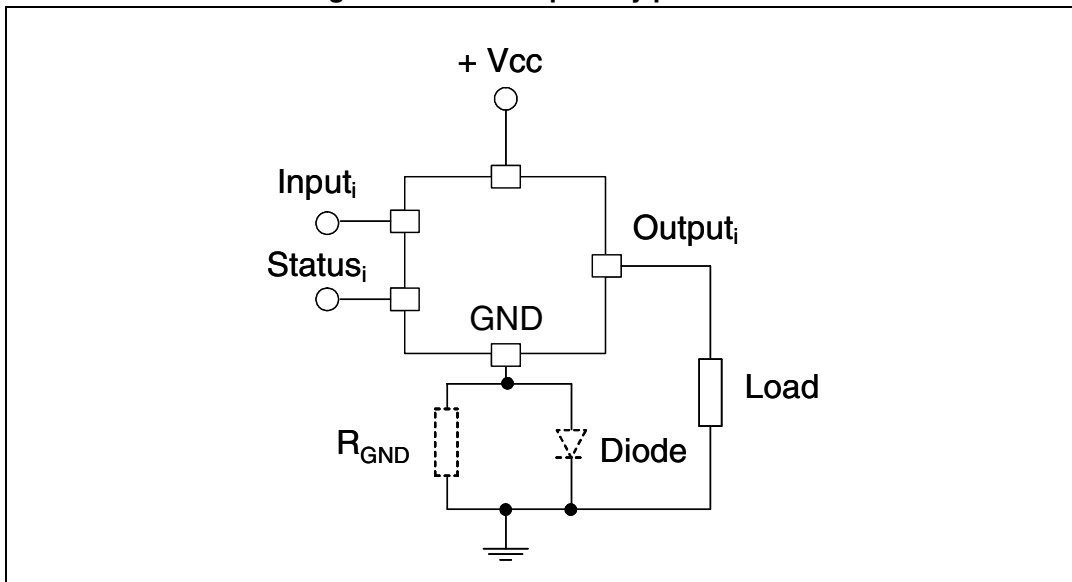 + Vcc
Inputᵢ
Outputᵢ
Statusᵢ
GND
Load
R_GND
Diode